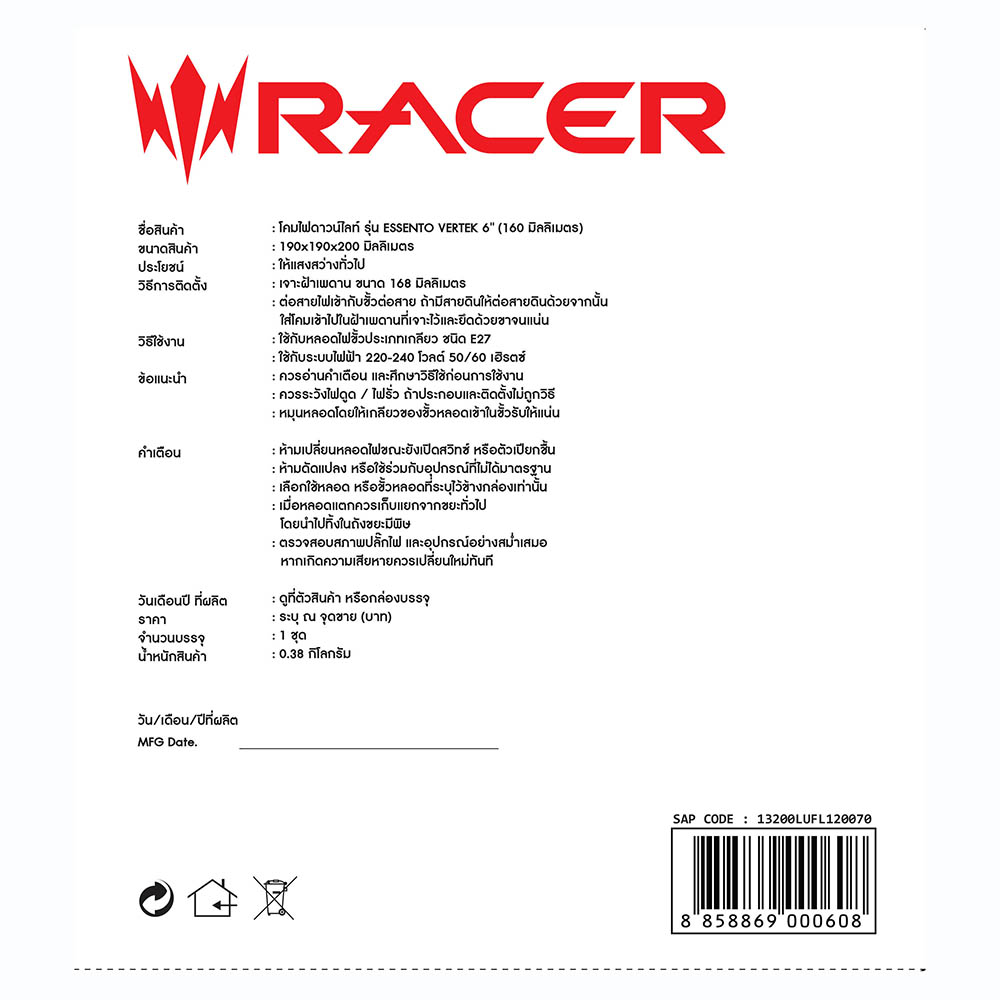 RACER
ชื่อสินค้า : โคมไฟดาวน์ไลท์ รุ่น ESSENTO VERTEK 6" (160 มิลลิเมตร)
ขนาดสินค้า : 190x190x200 มิลลิเมตร
ประโยชน์ : ให้แสงสว่างทั่วไป
วิธีการติดตั้ง : เจาะฝ้าเพดาน ขนาด 168 มิลลิเมตร
: ต่อสายไฟเข้ากับขั้วต่อสาย ถ้ามีสายดินให้ต่อสายดินด้วยจากนั้น
ใส่โคมเข้าไปในฝ้าเพดานที่เจาะไว้และยึดด้วยขาจนแน่น
วิธีใช้งาน : ใช้กับหลอดไฟขั้วประเภทเกลียว ชนิด E27
: ใช้กับระบบไฟฟ้า 220-240 โวลต์ 50/60 เฮิรตซ์
ข้อแนะนำ : ควรอ่านคำเตือน และศึกษาวิธีใช้ก่อนการใช้งาน
: ควรระวังไฟดูด / ไฟรั่ว ถ้าประกอบและติดตั้งไม่ถูกวิธี
: หมุนหลอดโดยให้เกลียวของขั้วหลอดเข้าในขั้วรับให้แน่น
คำเตือน : ห้ามเปลี่ยนหลอดไฟขณะยังเปิดสวิทช์ หรือตัวเปียกชื้น
: ห้ามดัดแปลง หรือใช้ร่วมกับอุปกรณ์ที่ไม่ได้มาตรฐาน
: เลือกใช้หลอด หรือขั้วหลอดที่ระบุไว้ข้างกล่องเท่านั้น
: เมื่อหลอดแตกควรเก็บแยกจากขยะทั่วไป
โดยนำไปทิ้งในถังขยะมีพิษ
: ตรวจสอบสภาพปลั๊กไฟ และอุปกรณ์อย่างสม่ำเสมอ
หากเกิดความเสียหายควรเปลี่ยนใหม่ทันที
วันเดือนปี ที่ผลิต : ดูที่ตัวสินค้า หรือกล่องบรรจุ
ราคา : ระบุ ณ จุดขาย (บาท)
จำนวนบรรจุ : 1 ชุด
น้ำหนักสินค้า : 0.38 กิโลกรัม
วัน/เดือน/ปีที่ผลิต
MFG Date.
SAP CODE : 13200LUFL120070
8 858869 000608